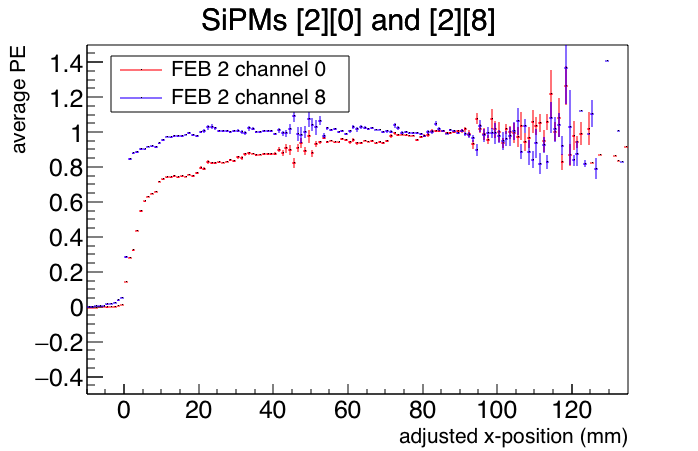 SiPMs [2][0] and [2][8]
average PE
FEB 2 channel 0
FEB 2 channel 8
1.4
1.2
1
0.8
0.6
0.4
0.2
0
−0.2
−0.4
0 20 40 60 80 100 120
adjusted x-position (mm)